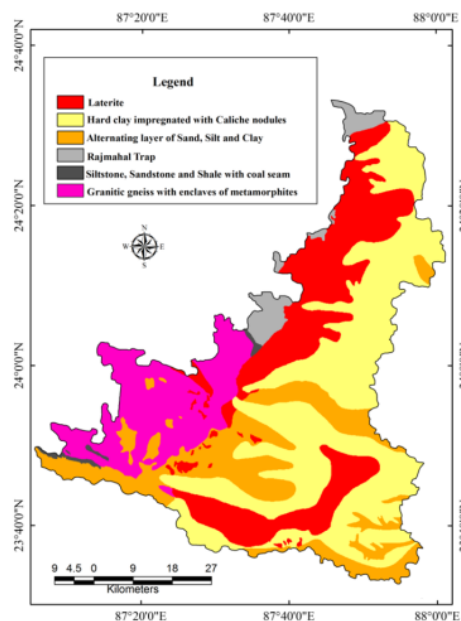 87°20'0"E 87°40'0"E 88°0'0"E
24°40'0"N
Legend
Laterite
Hard clay impregnated with Caliche nodules
Alternating layer of Sand, Silt and Clay
Rajmahal Trap
Siltstone, Sandstone and Shale with coal seam
Granitic gneiss with enclaves of metamorphites
24°20'0"N
N
W E
S
24°0'0"N
23°40'0"N
9 4.5 0 9 18 27
Kilometers
87°20'0"E 87°40'0"E 88°0'0"E